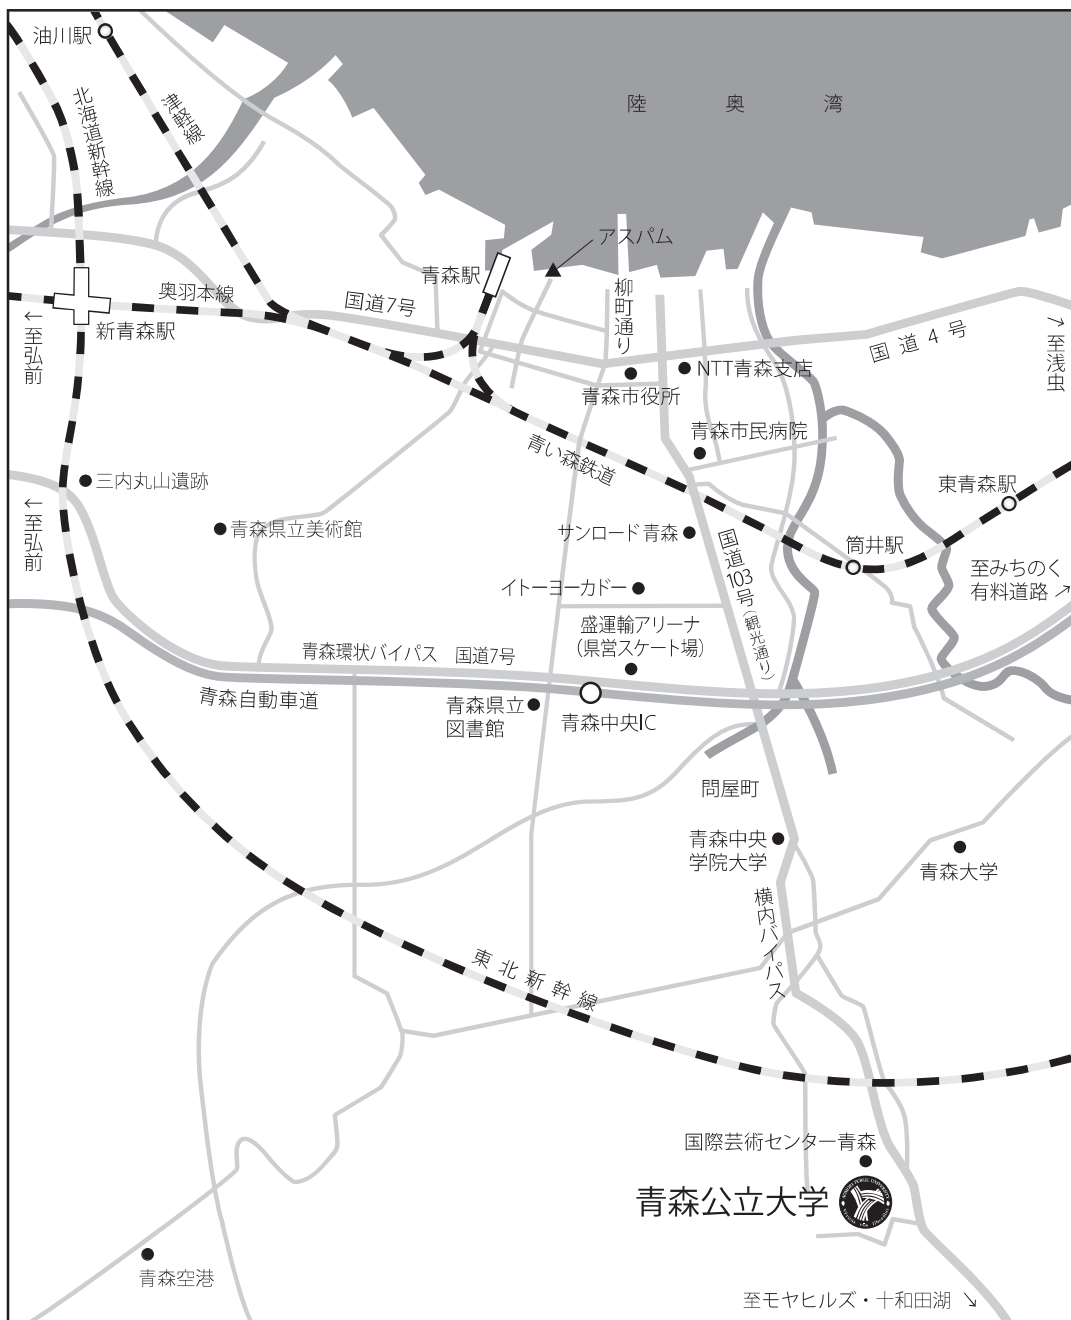 油川駅
北海道新幹線
津軽線
陸奥湾
アスパム
青森駅
柳町通り
奥羽本線
国道7号
新青森駅
←至弘前
国道4号
→至浅虫
NTT青森支店
青森市役所
青森市民病院
青い森鉄道
三内丸山遺跡
東青森駅
←至弘前
青森県立美術館
サンロード青森
国道103号(観光通り)
筒井駅
至みちのく
有料道路→
イトーヨーカドー
盛運輸アリーナ
(県営スケート場)
青森環状バイパス 国道7号
青森自動車道
青森県立
図書館
青森中央IC
問屋町
青森中央
学院大学
青森大学
横内バイパス
東北新幹線
国際芸術センター青森
青森公立大学
AOMORI PUBLIC UNIVERSITY
青森空港
至モヤヒルズ・十和田湖 ↘